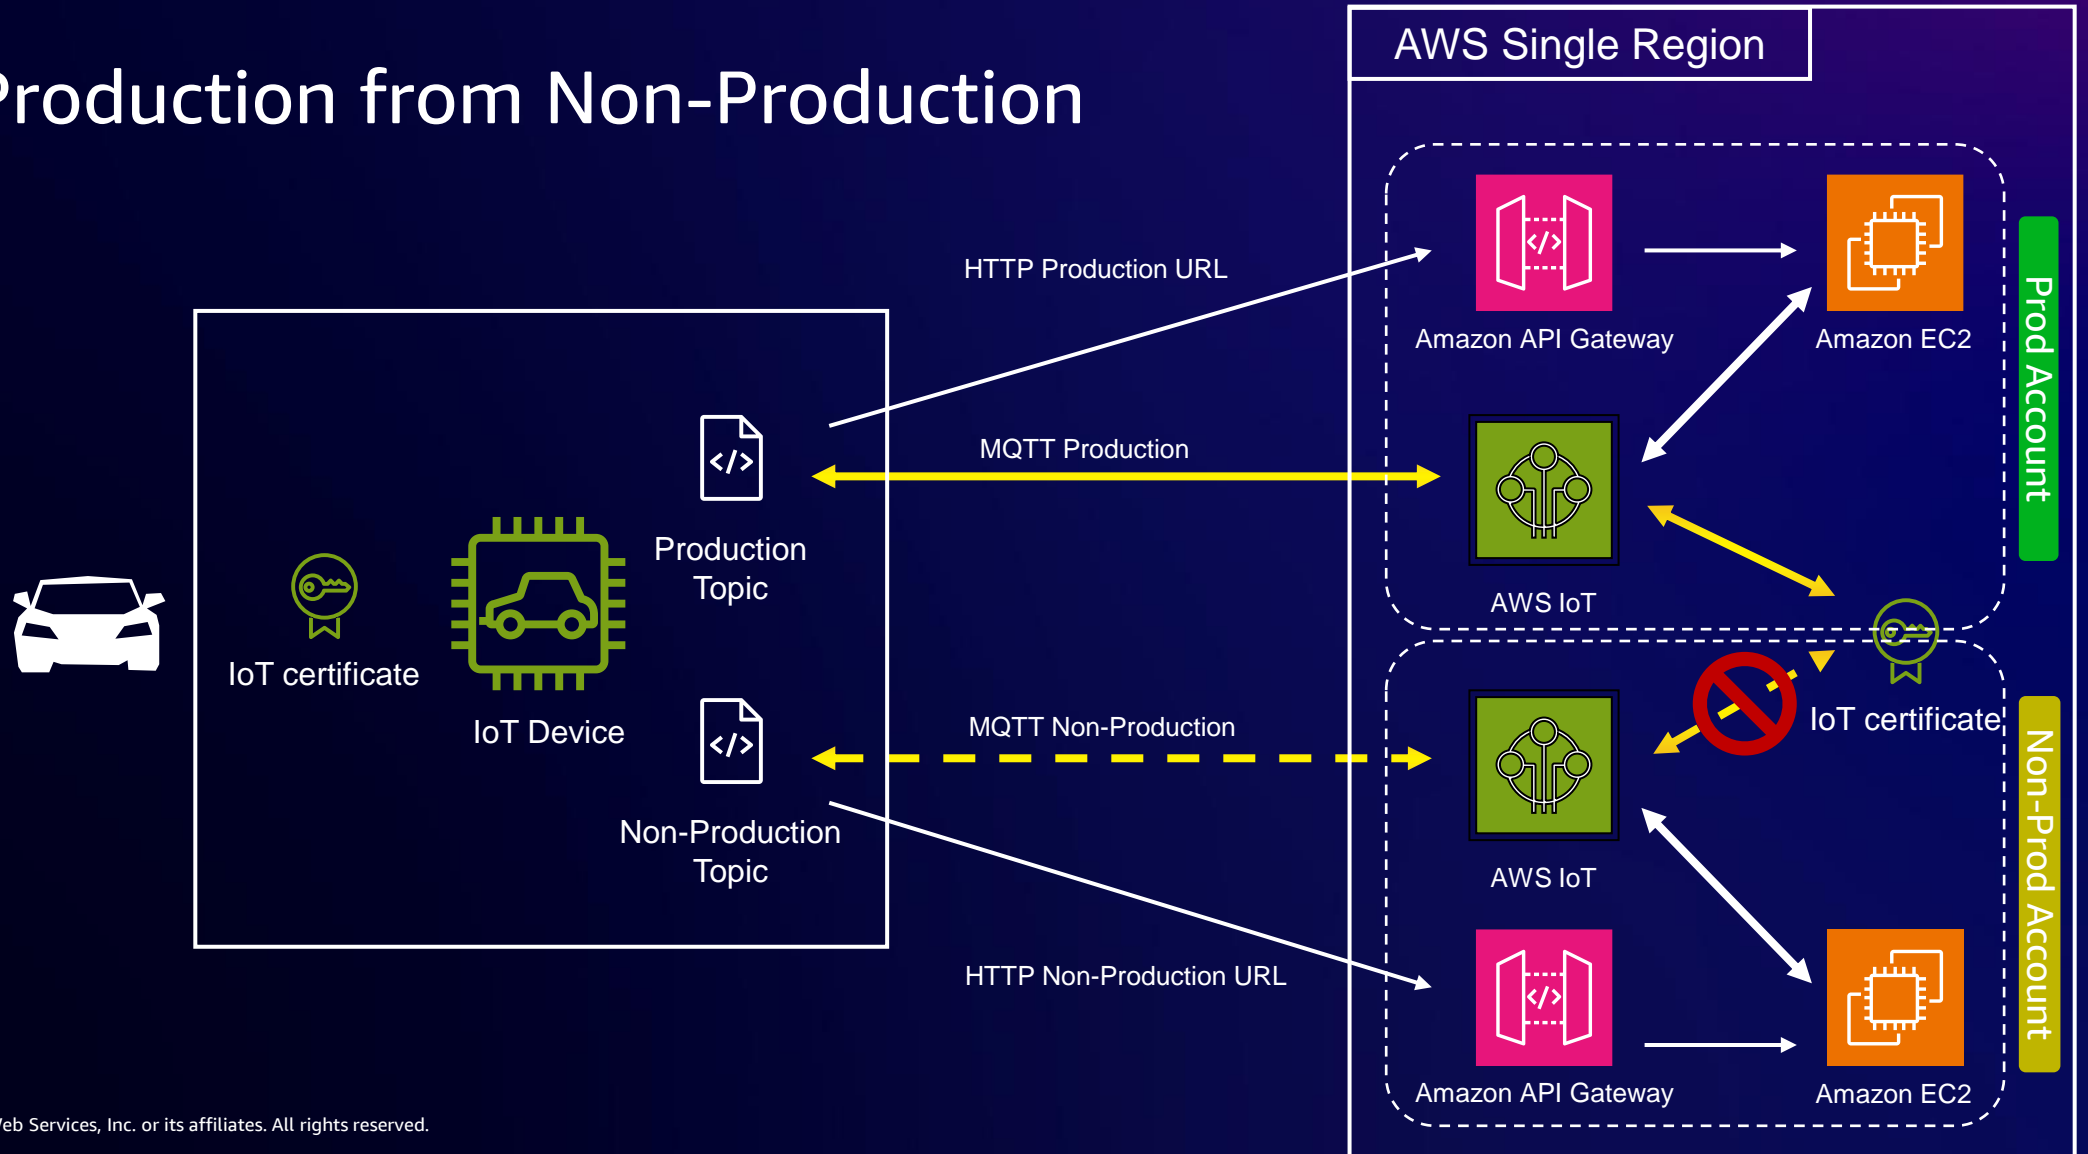 AWS Single Region
Production from Non-Production
HTTP Production URL
Amazon API Gateway
Amazon EC2
Prod Account
MQTT Production
Production
Topic
AWS IoT
IoT certificate
IoT Device
MQTT Non-Production
IoT certificate
Non-Production
Topic
AWS IoT
Non-Prod Account
HTTP Non-Production URL
Amazon API Gateway
Amazon EC2
Web Services, Inc. or its affiliates. All rights reserved.